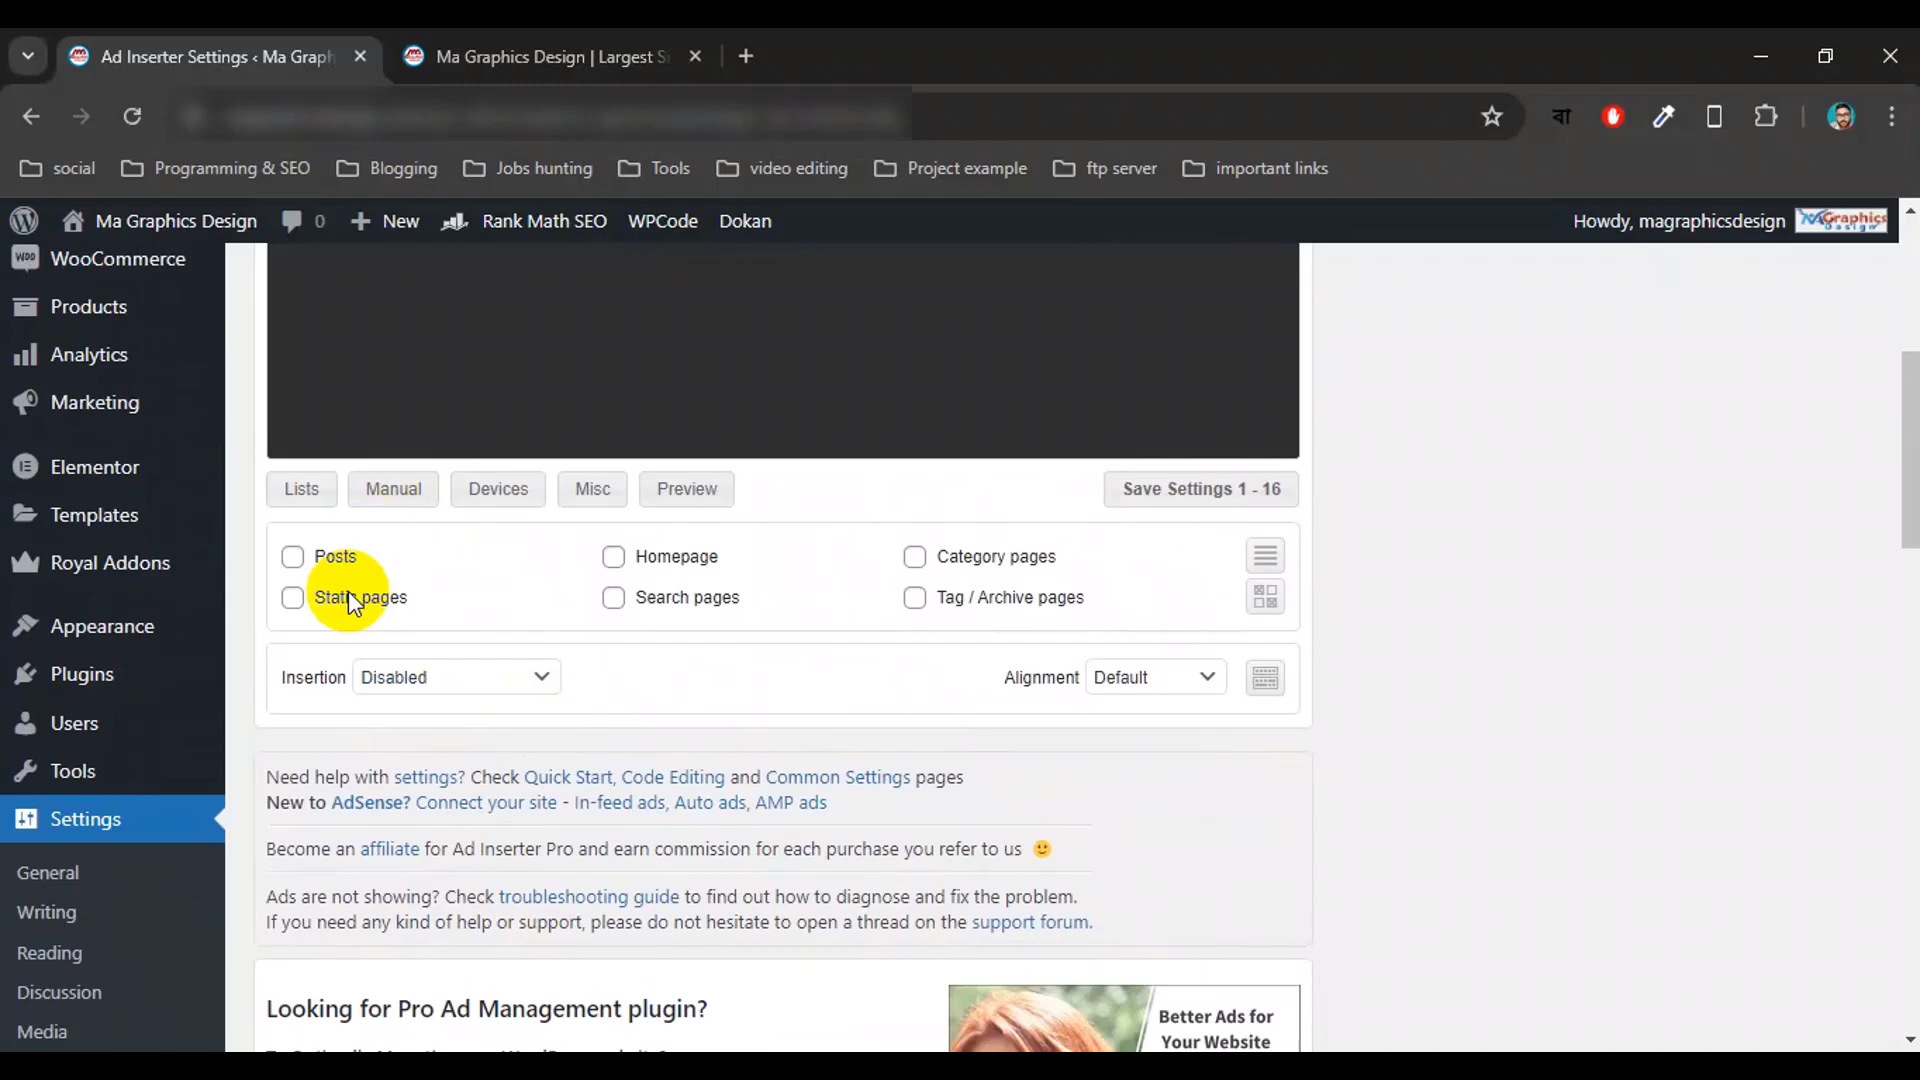 Ad Inserter Settings ‹ Ma Graph
Ma Graphics Design | Largest S
বা
social
Programming & SEO
Blogging
Jobs hunting
Tools
video editing
Project example
ftp server
important links
Ma Graphics Design
0
New
Rank Math SEO
WPCode
Dokan
Howdy, magraphicsdesign
MAGraphics Design
WooCommerce
Products
Analytics
Marketing
Elementor
Templates
Royal Addons
Appearance
Plugins
Users
Tools
Settings
General
Writing
Reading
Discussion
Media
Lists
Manual
Devices
Misc
Preview
Save Settings 1 - 16
Posts
Homepage
Category pages
Static pages
Search pages
Tag / Archive pages
Insertion
Disabled
Alignment
Default
Need help with settings? Check Quick Start, Code Editing and Common Settings pages
New to AdSense? Connect your site - In-feed ads, Auto ads, AMP ads
Become an affiliate for Ad Inserter Pro and earn commission for each purchase you refer to us
Ads are not showing? Check troubleshooting guide to find out how to diagnose and fix the problem.
If you need any kind of help or support, please do not hesitate to open a thread on the support forum.
Looking for Pro Ad Management plugin?
Better Ads for
Your Website